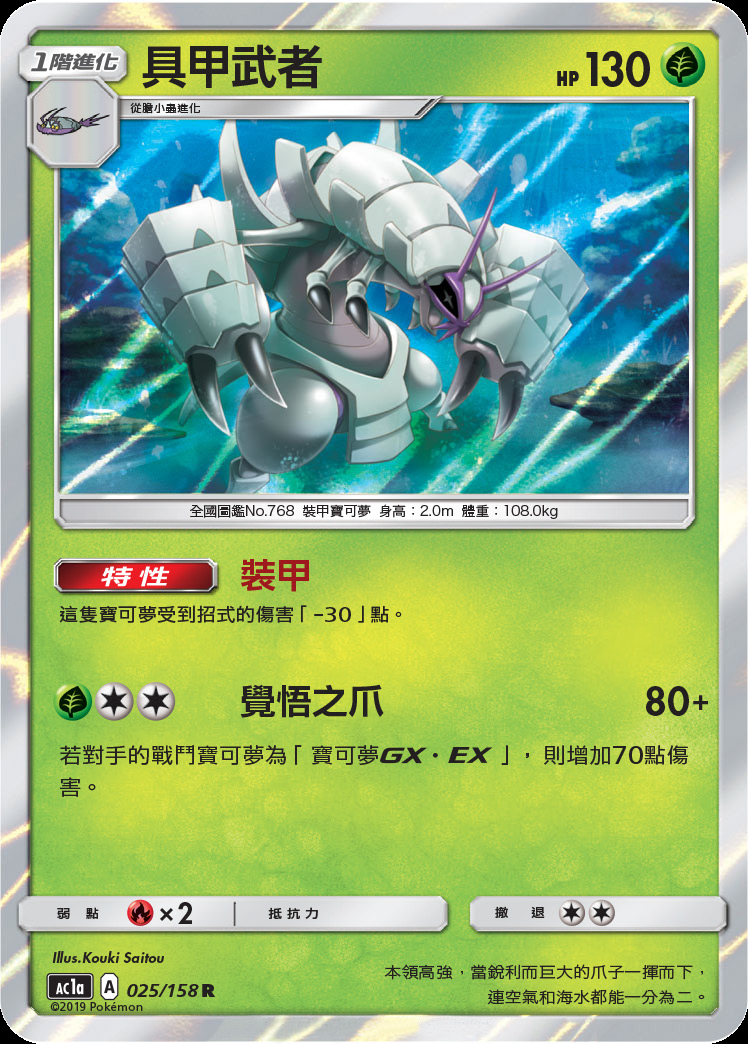 1階進化
具甲武者
HP 130
從膽小蟲進化
全國圖鑑No.768 裝甲寶可夢 身高：2.0m 體重：108.0kg
特性 裝甲
這隻寶可夢受到招式的傷害「-30」點。
覺悟之爪 80+
若對手的戰鬥寶可夢為「寶可夢GX・EX」，則增加70點傷
害。
弱點 ×2 抵抗力 撤退
Illus.Kouki Saitou
本領高強，當銳利而巨大的爪子一揮而下，
連空氣和海水都能一分為二。
AC1a A 025/158 R
©2019 Pokémon